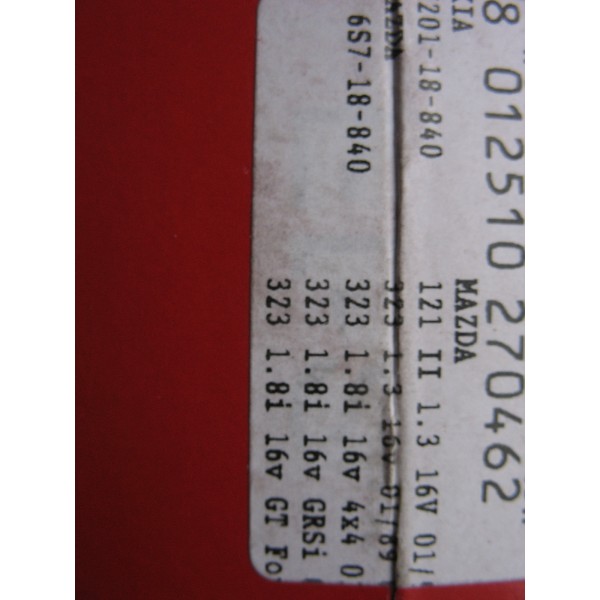 8 012510 270462
KIA
201-18-840
MAZDA
6S7-18-840
MAZDA
121 II 1.3 16V 01/
323 1.3 16v 01/89
323 1.8i 16v 4x4 0
323 1.8i 16v GRSi
323 1.8i 16v GT Fo